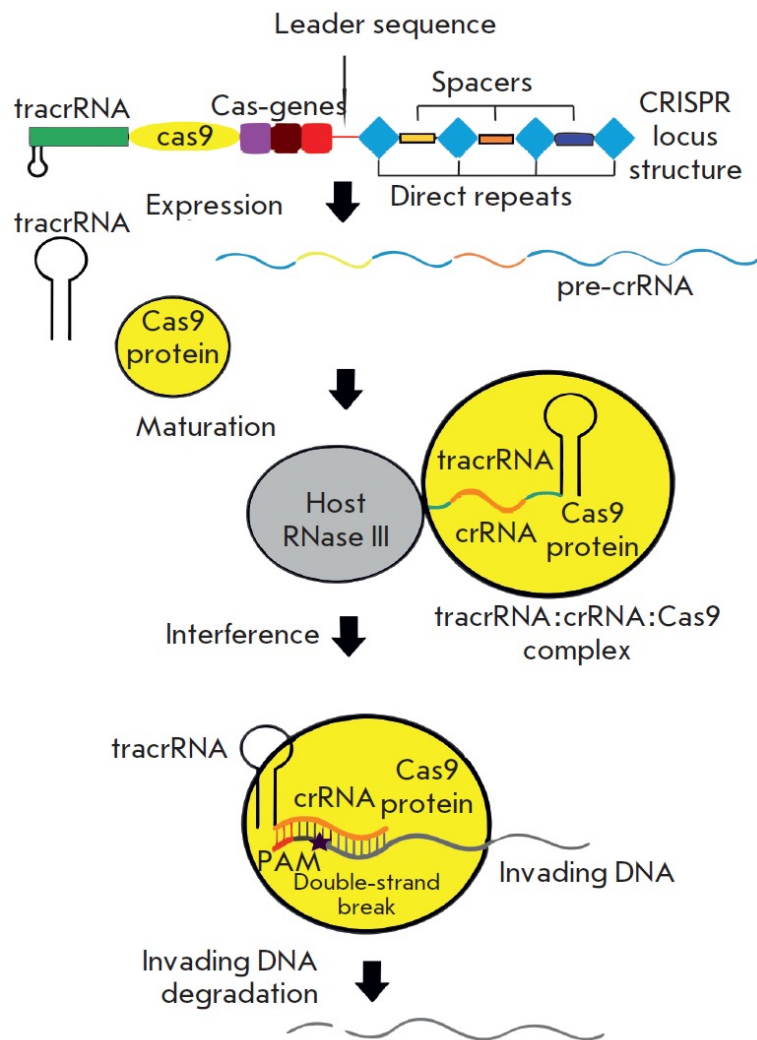 Leader sequence
Spacers
tracrRNA
Cas-genes
cas9
CRISPR
locus
structure
Direct repeats
Expression
tracrRNA
pre-crRNA
Cas9
protein
Maturation
tracrRNA
Host
RNase III
crRNA
Cas9
protein
tracrRNA:crRNA:Cas9
complex
Interference
tracrRNA
Cas9
protein
crRNA
PAM
Double-strand
break
Invading DNA
Invading DNA
degradation